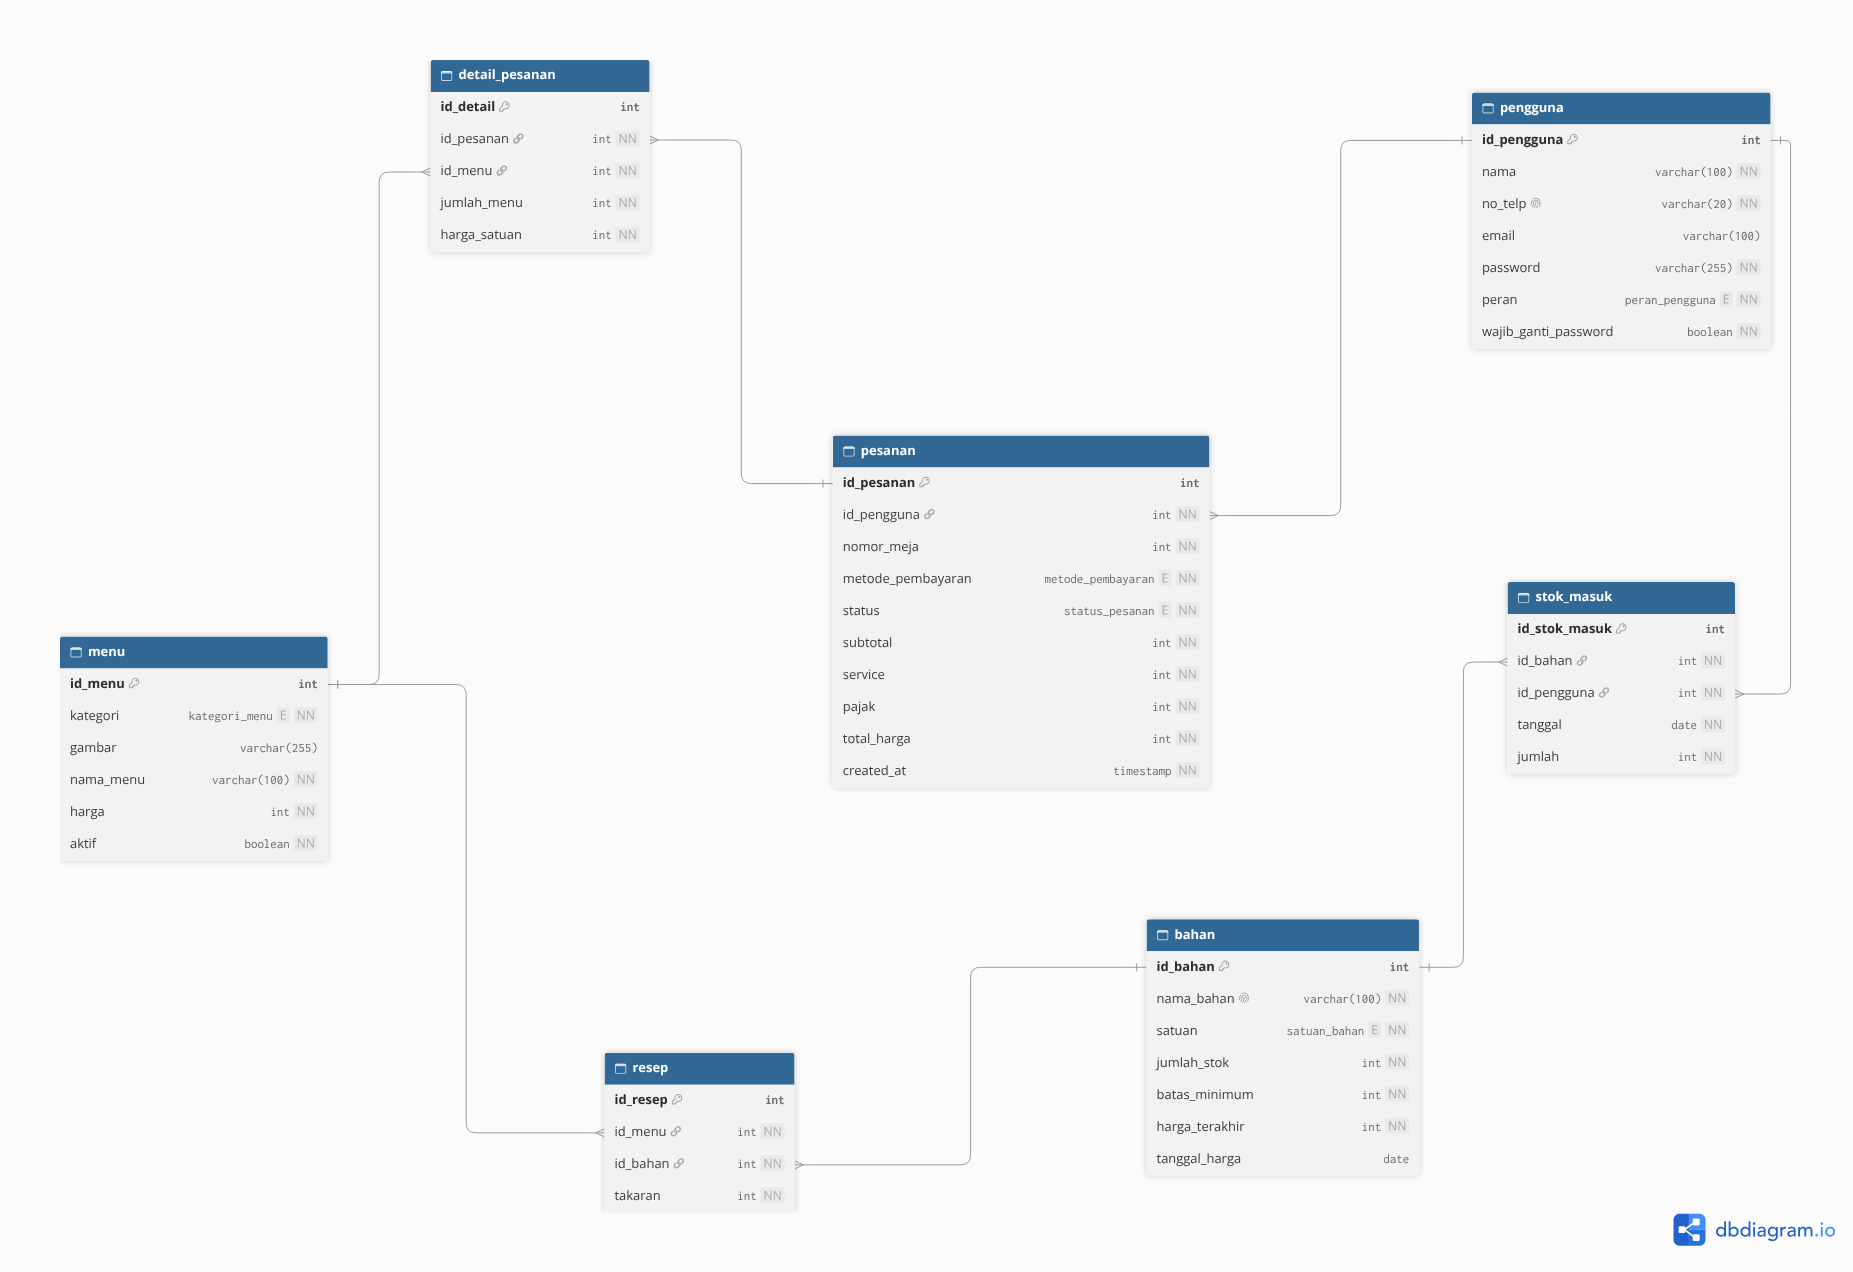 detail_pesanan
id_detail int
id_pesanan int NN
id_menu int NN
jumlah_menu int NN
harga_satuan int NN
pengguna
id_pengguna int
nama varchar(100) NN
no_telp varchar(20) NN
email varchar(100)
password varchar(255) NN
peran peran_pengguna E NN
wajib_ganti_password boolean NN
pesanan
id_pesanan int
id_pengguna int NN
nomor_meja int NN
metode_pembayaran metode_pembayaran E NN
status status_pesanan E NN
subtotal int NN
service int NN
pajak int NN
total_harga int NN
created_at timestamp NN
stok_masuk
id_stok_masuk int
id_bahan int NN
id_pengguna int NN
tanggal date NN
jumlah int NN
menu
id_menu int
kategori kategori_menu E NN
gambar varchar(255)
nama_menu varchar(100) NN
harga int NN
aktif boolean NN
bahan
id_bahan int
nama_bahan varchar(100) NN
satuan satuan_bahan E NN
jumlah_stok int NN
batas_minimum int NN
harga_terakhir int NN
tanggal_harga date
resep
id_resep int
id_menu int NN
id_bahan int NN
takaran int NN
dbdiagram.io